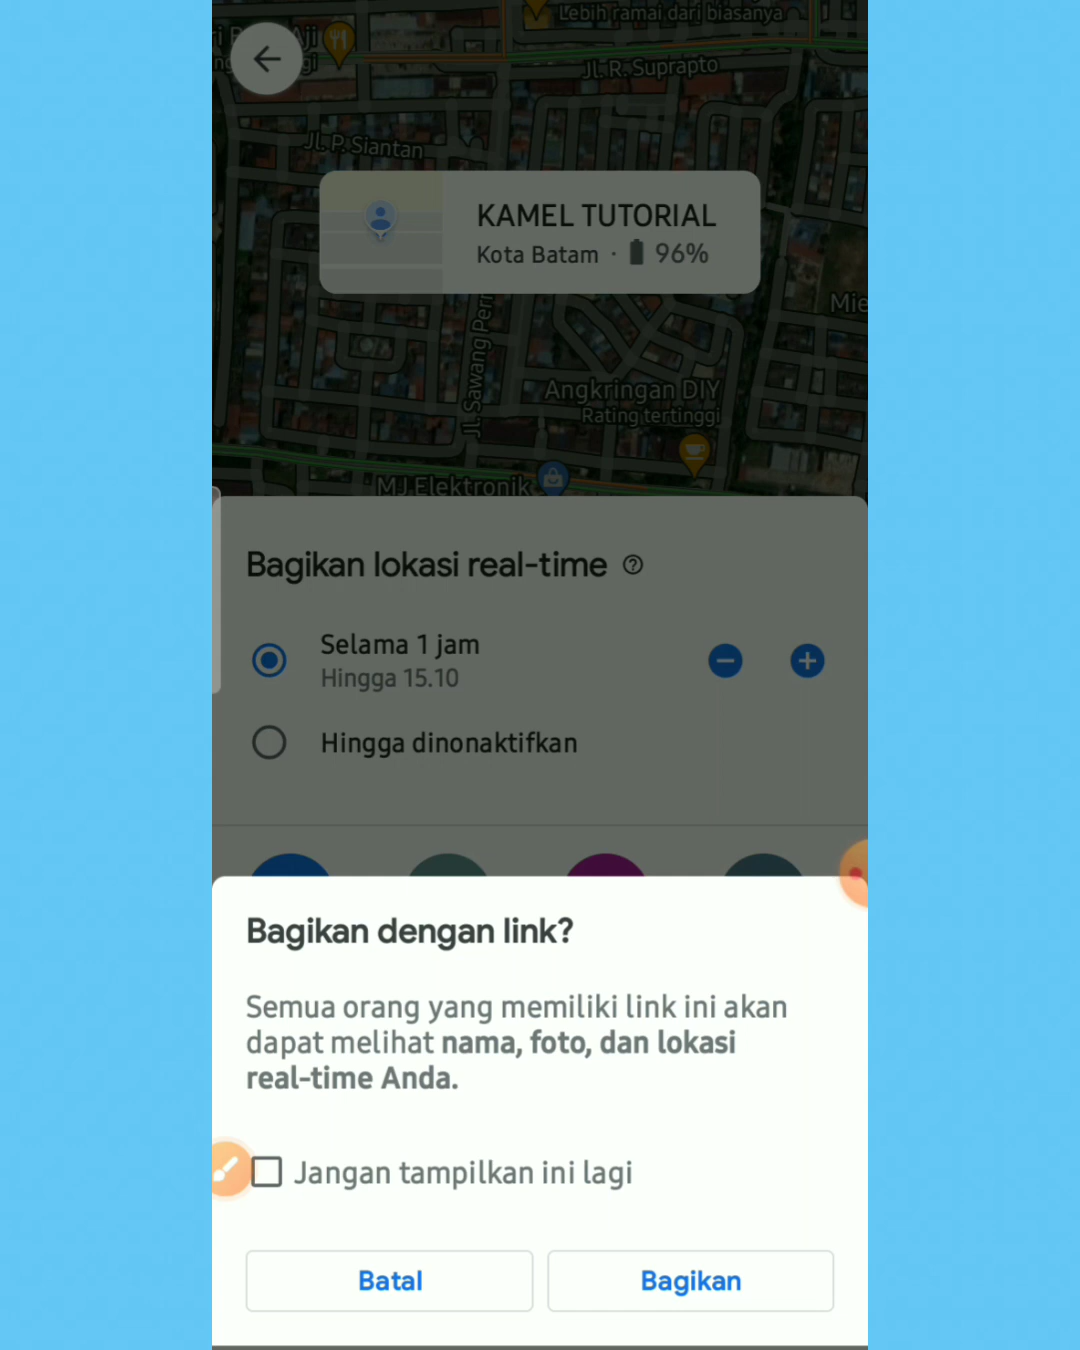 Lebih ramai dari biasanya
Jl. R. Suprapto
Jl. P. Siantan
KAMEL TUTORIAL
Kota Batam · 96%
Mie
Jl. Sawang Perm
Angkringan DIY
Rating tertinggi
MJ Elektronik
Bagikan lokasi real-time
Selama 1 jam
Hingga 15.10
Hingga dinonaktifkan
Bagikan dengan link?
Semua orang yang memiliki link ini akan
dapat melihat nama, foto, dan lokasi
real-time Anda.
Jangan tampilkan ini lagi
Batal Bagikan